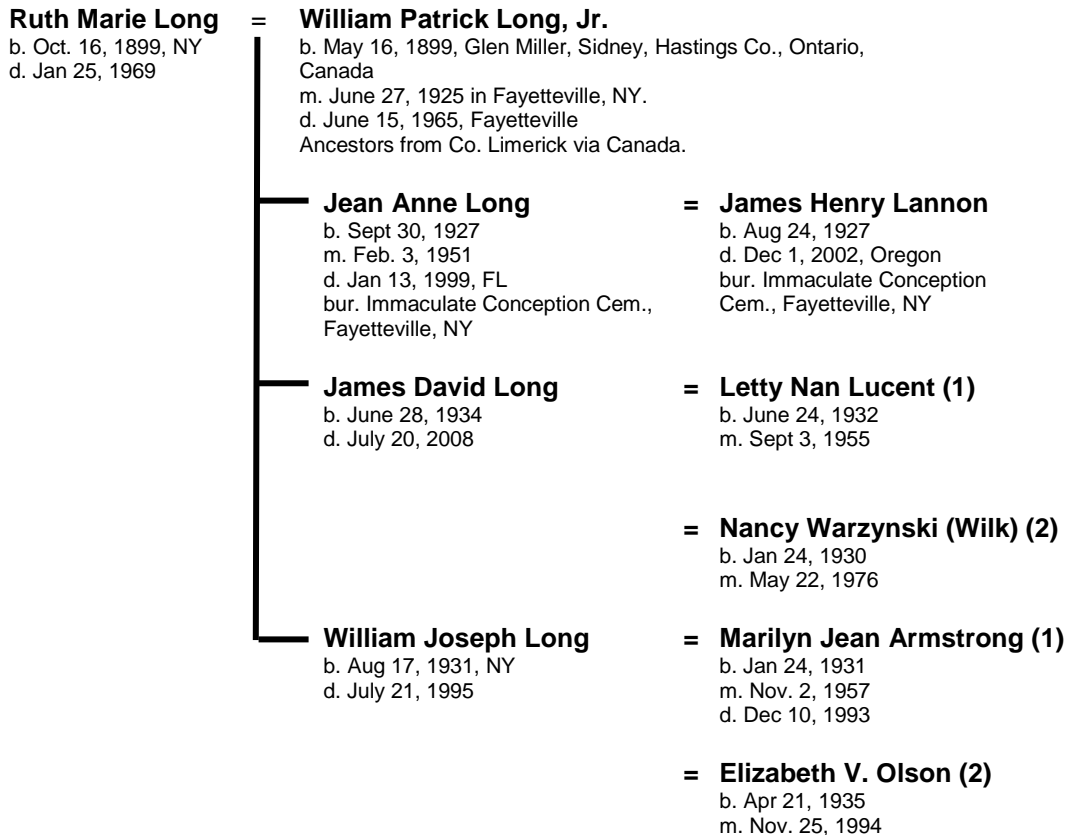 Ruth Marie Long = William Patrick Long, Jr.
b. Oct. 16, 1899, NY
d. Jan 25, 1969
b. May 16, 1899, Glen Miller, Sidney, Hastings Co., Ontario,
Canada
m. June 27, 1925 in Fayetteville, NY.
d. June 15, 1965, Fayetteville
Ancestors from Co. Limerick via Canada.
Jean Anne Long = James Henry Lannon
b. Sept 30, 1927
m. Feb. 3, 1951
d. Jan 13, 1999, FL
bur. Immaculate Conception Cem.,
Fayetteville, NY
b. Aug 24, 1927
d. Dec 1, 2002, Oregon
bur. Immaculate Conception
Cem., Fayetteville, NY
James David Long = Letty Nan Lucent (1)
b. June 28, 1934
d. July 20, 2008
b. June 24, 1932
m. Sept 3, 1955
= Nancy Warzynski (Wilk) (2)
b. Jan 24, 1930
m. May 22, 1976
William Joseph Long = Marilyn Jean Armstrong (1)
b. Aug 17, 1931, NY
d. July 21, 1995
b. Jan 24, 1931
m. Nov. 2, 1957
d. Dec 10, 1993
= Elizabeth V. Olson (2)
b. Apr 21, 1935
m. Nov. 25, 1994